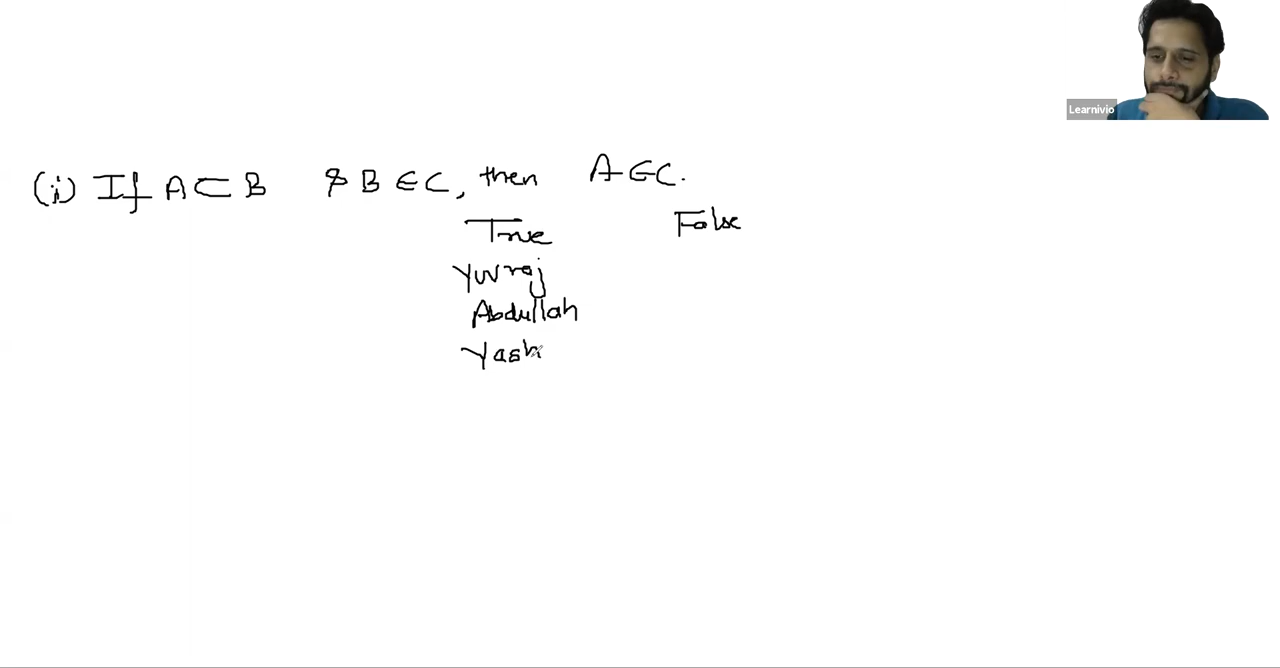 Learnivio
(i) If A ⊂ B & B ∈ C, then A ∈ C.
True False
Yuvraj
Abdullah
Yash